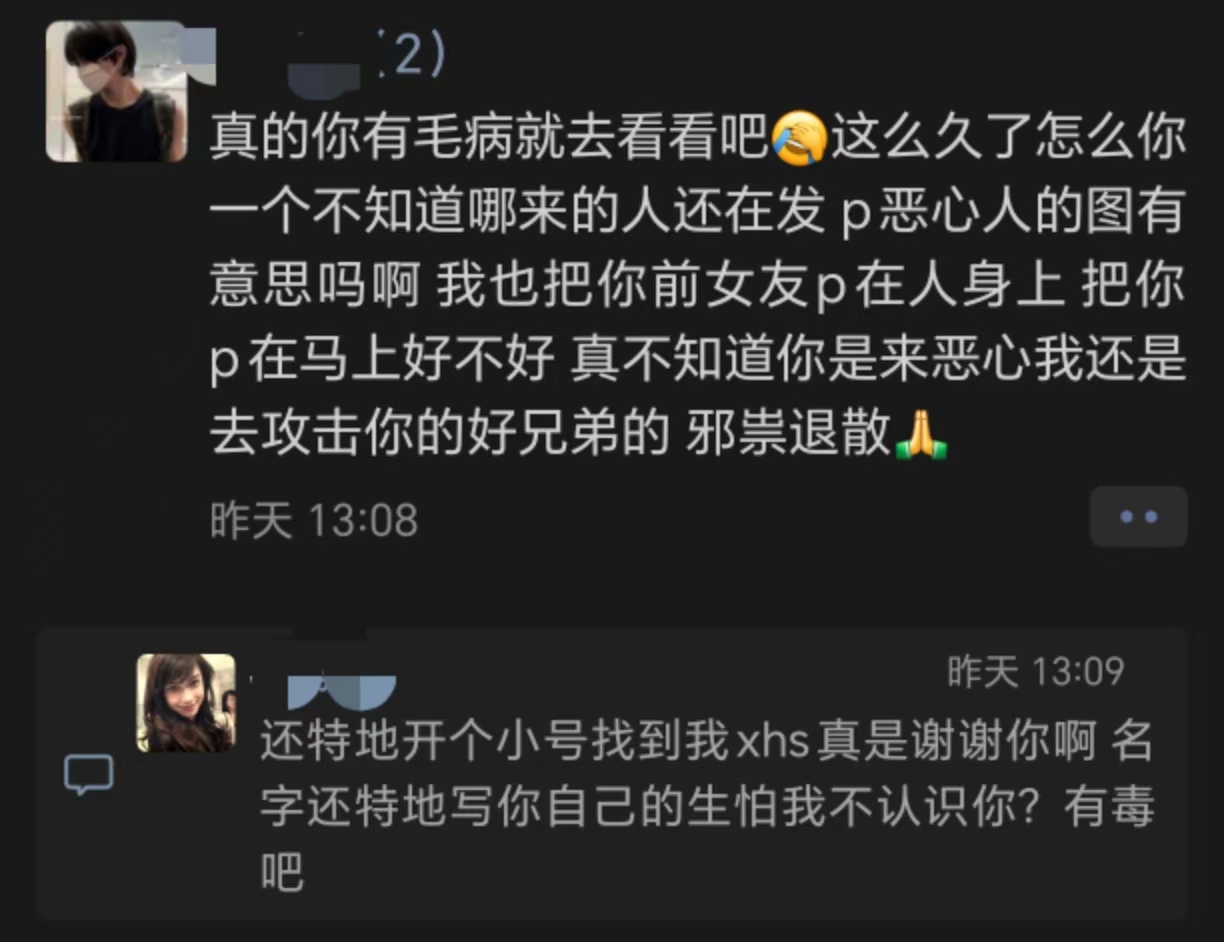 2)
真的你有毛病就去看看吧🤦这么久了怎么你
一个不知道哪来的人还在发 p恶心人的图有
意思吗啊 我也把你前女友p在人身上 把你
p在马上好不好 真不知道你是来恶心我还是
去攻击你的好兄弟的 邪祟退散🙏
昨天 13:08
昨天 13:09
还特地开个小号找到我xhs真是谢谢你啊 名
字还特地写你自己的生怕我不认识你？有毒
吧